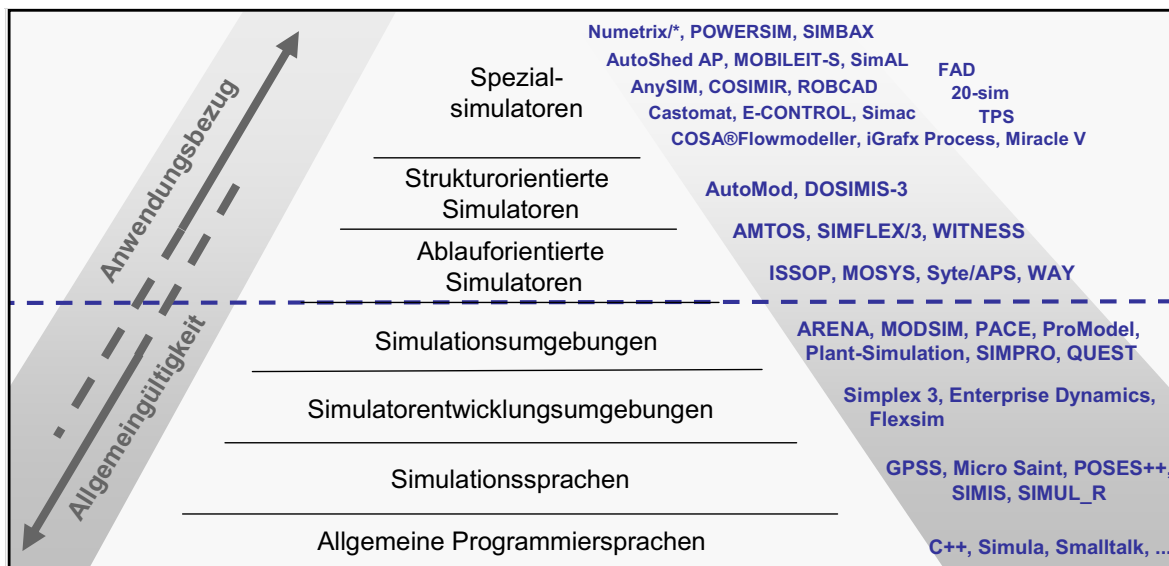 Anwendungsbezug
Allgemeingültigkeit
Spezial-
simulatoren
Numetrix/*, POWERSIM, SIMBAX
AutoShed AP, MOBILEIT-S, SimAL
FAD
AnySIM, COSIMIR, ROBCAD
20-sim
Castomat, E-CONTROL, Simac
TPS
COSA®Flowmodeller, iGrafx Process, Miracle V
Strukturorientierte
Simulatoren
AutoMod, DOSIMIS-3
AMTOS, SIMFLEX/3, WITNESS
Ablauforientierte
Simulatoren
ISSOP, MOSYS, Syte/APS, WAY
Simulationsumgebungen
ARENA, MODSIM, PACE, ProModel,
Plant-Simulation, SIMPRO, QUEST
Simulatorentwicklungsumgebungen
Simplex 3, Enterprise Dynamics,
Flexsim
Simulationssprachen
GPSS, Micro Saint, POSES++,
SIMIS, SIMUL_R
Allgemeine Programmiersprachen
C++, Simula, Smalltalk, ...